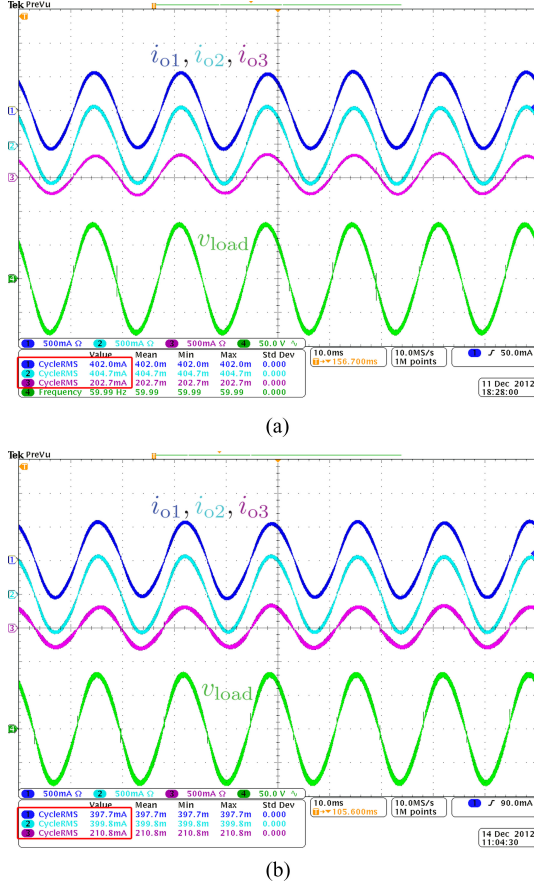 Tek PreVu
T
i_o1, i_o2, i_o3
1
2
3
v_load
4
1 500mA Ω 2 500mA Ω 3 500mA Ω 4 50.0 V ∿
Value Mean Min Max Std Dev
1 CycleRMS 402.0mA 402.0m 402.0m 402.0m 0.000
2 CycleRMS 404.7mA 404.7m 404.7m 404.7m 0.000
3 CycleRMS 202.7mA 202.7m 202.7m 202.7m 0.000
4 Frequency 59.99 Hz 59.99 59.99 59.99 0.000
10.0ms 10.0MS/s 1 ∫ 50.0mA
T→▼156.700ms 1M points
11 Dec 2012
18:28:00
(a)
Tek PreVu
T
i_o1, i_o2, i_o3
1
2
3
v_load
4
1 500mA Ω 2 500mA Ω 3 500mA Ω 4 50.0 V ∿
Value Mean Min Max Std Dev
1 CycleRMS 397.7mA 397.7m 397.7m 397.7m 0.000
2 CycleRMS 399.8mA 399.8m 399.8m 399.8m 0.000
3 CycleRMS 210.8mA 210.8m 210.8m 210.8m 0.000
10.0ms 10.0MS/s 1 ∫ 90.0mA
T→▼105.600ms 1M points
14 Dec 2012
11:04:30
(b)